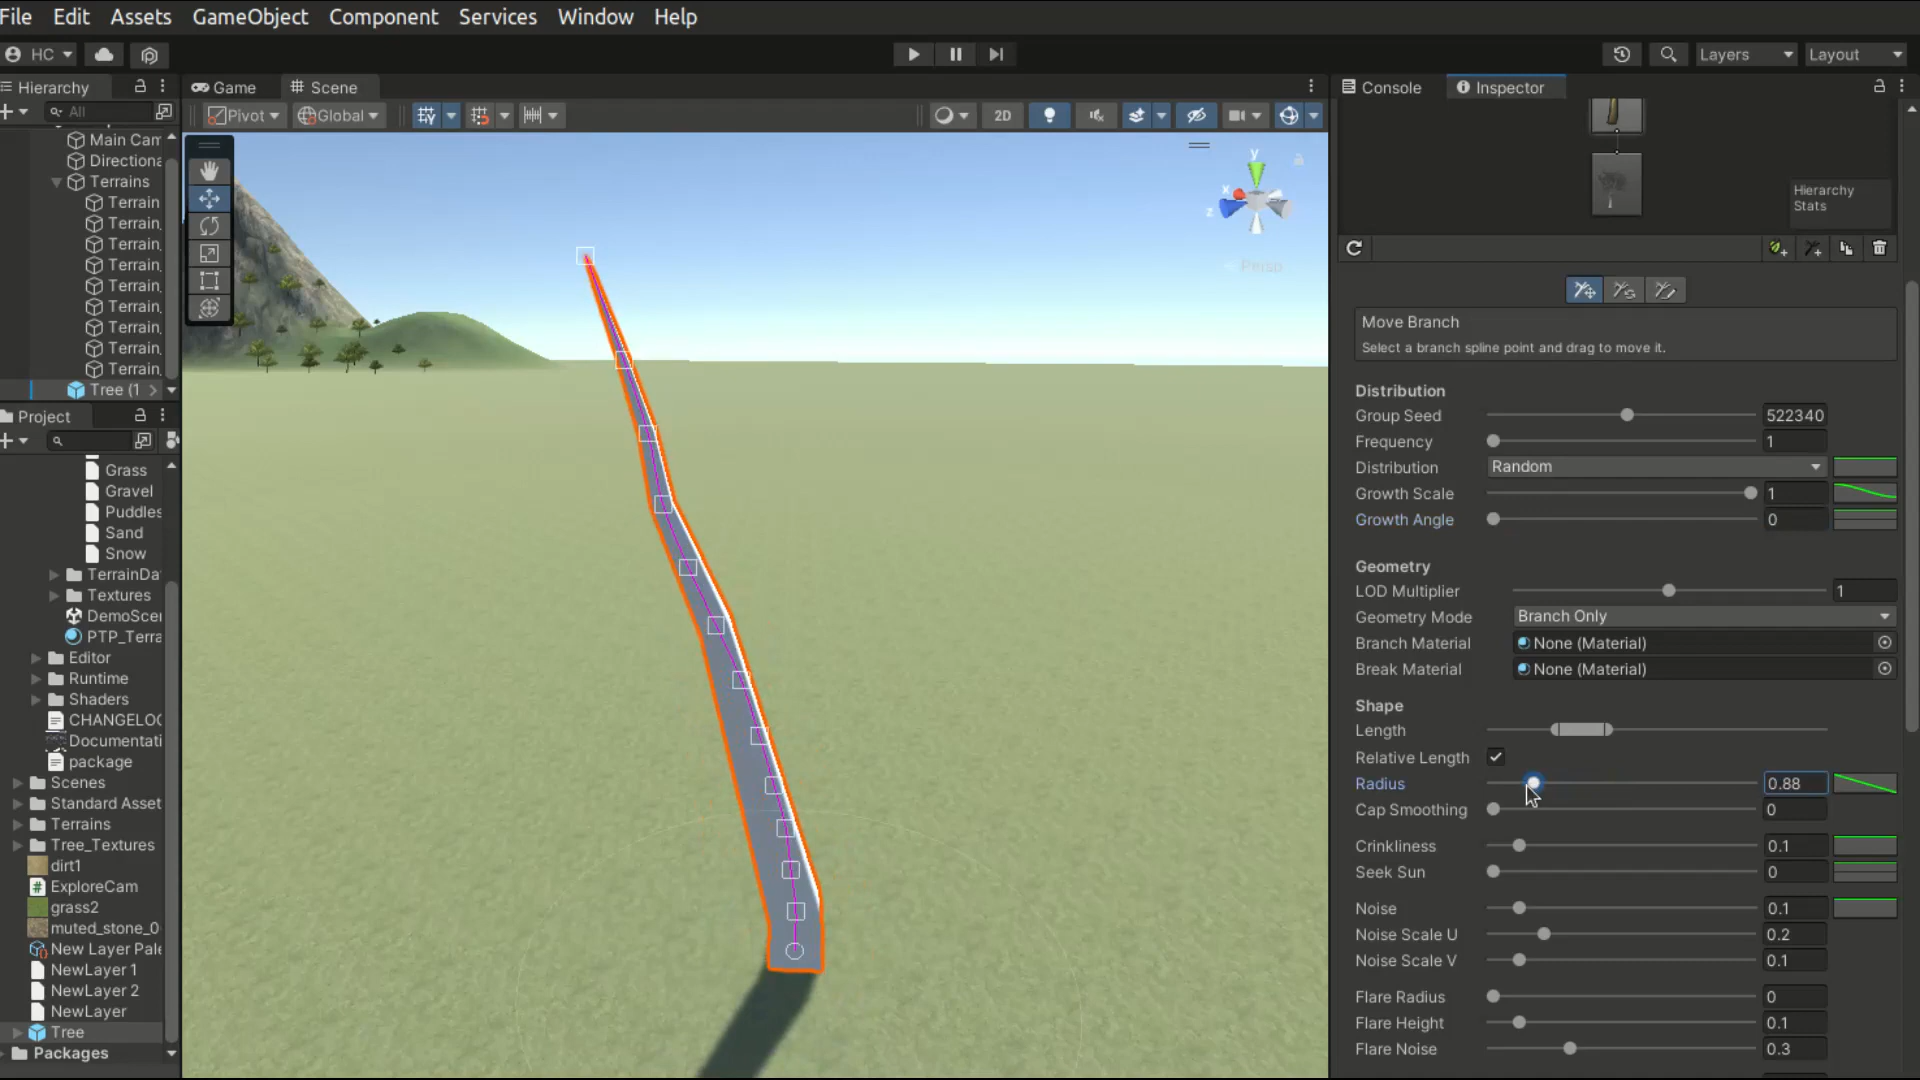 File Edit Assets GameObject Component Services Window Help
HC
Layers
Layout
Hierarchy
All
Main Cam
Directiona
Terrains
Terrain
Terrain,
Terrain,
Terrain,
Terrain,
Terrain,
Terrain,
Terrain,
Terrain,
Tree (1
Project
Grass
Gravel
Puddles
Sand
Snow
TerrainDa
Textures
DemoScen
PTP_Terra
Editor
Runtime
Shaders
CHANGELOG
Documentati
package
Scenes
Standard Asset
Terrains
Tree_Textures
dirt1
ExploreCam
grass2
muted_stone_0
New Layer Pale
NewLayer 1
NewLayer 2
NewLayer
Tree
Packages
Game
Scene
Pivot
Global
2D
y
x
z
Persp
Console
Inspector
Hierarchy
Stats
Move Branch
Select a branch spline point and drag to move it.
Distribution
Group Seed 522340
Frequency 1
Distribution Random
Growth Scale 1
Growth Angle 0
Geometry
LOD Multiplier 1
Geometry Mode Branch Only
Branch Material None (Material)
Break Material None (Material)
Shape
Length
Relative Length
Radius 0.88
Cap Smoothing 0
Crinkliness 0.1
Seek Sun 0
Noise 0.1
Noise Scale U 0.2
Noise Scale V 0.1
Flare Radius 0
Flare Height 0.1
Flare Noise 0.3